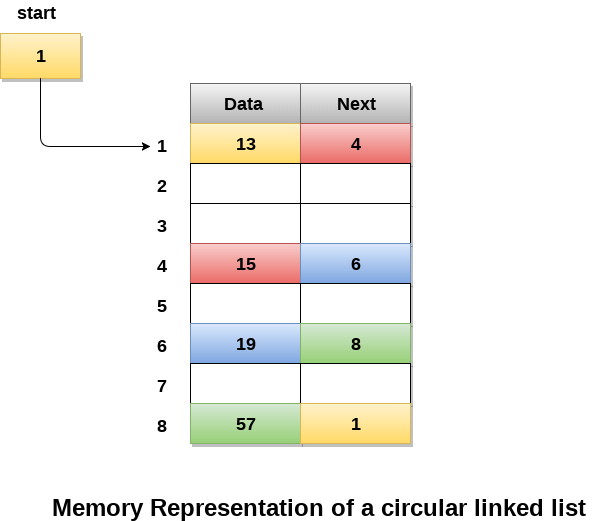 start
1
Data Next
1 13 4
2
3
4 15 6
5
6 19 8
7
8 57 1
Memory Representation of a circular linked list